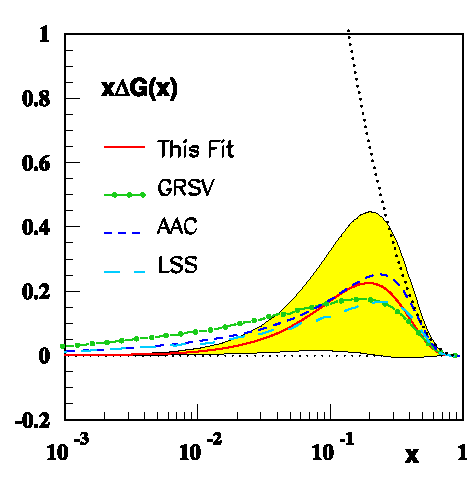 1
0.8
xΔG(x)
0.6
This Fit
GRSV
0.4
AAC
LSS
0.2
0
-0.2
10 -3
10 -2
10 -1
x
1